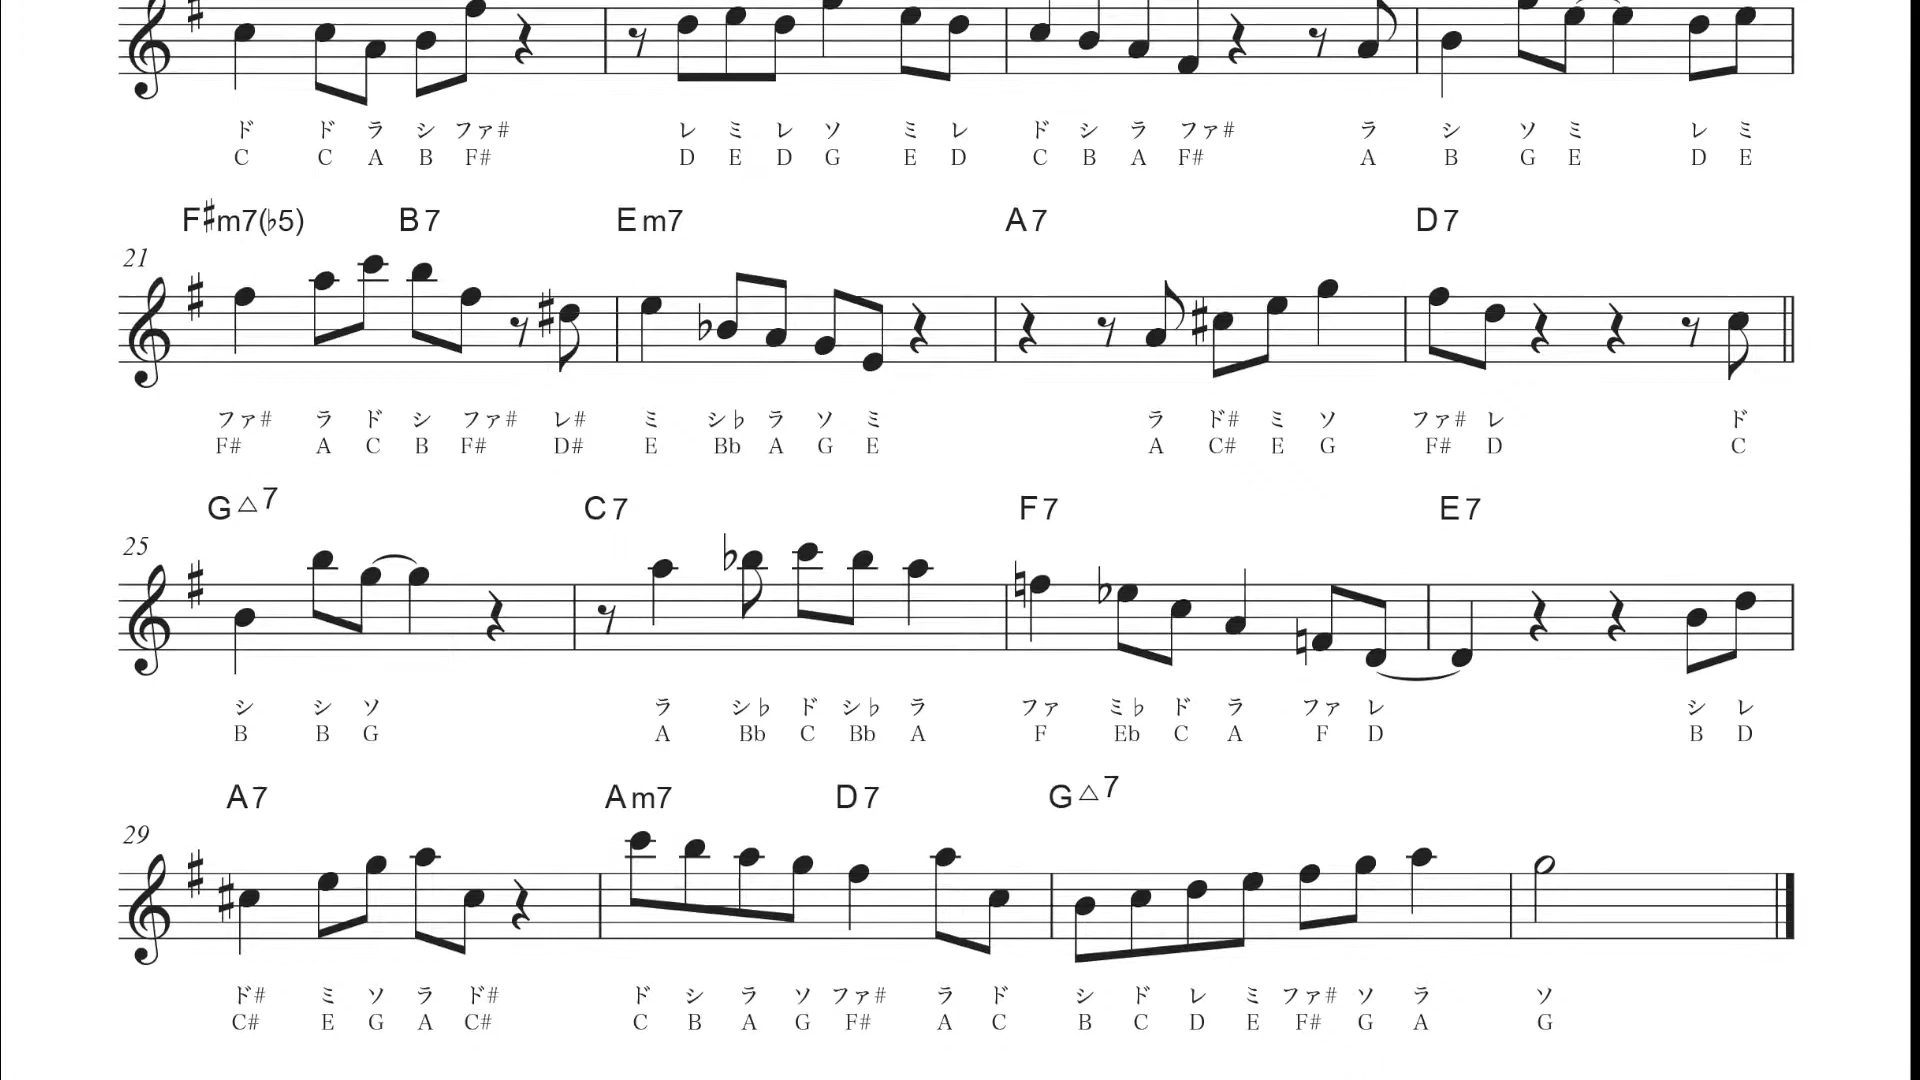 ド ド ラ シ ファ# レ ミ レ ソ ミ レ ド シ ラ ファ# ラ シ ソ ミ レ ミ
C C A B F# D E D G E D C B A F# A B G E D E
F♯m7(♭5) B7 Em7 A7 D7
21
ファ# ラ ド シ ファ# レ# ミ シ♭ ラ ソ ミ ラ ド# ミ ソ ファ# レ ド
F# A C B F# D# E Bb A G E A C# E G F# D C
G△7 C7 F7 E7
25
シ シ ソ ラ シ♭ ド シ♭ ラ ファ ミ♭ ド ラ ファ レ シ レ
B B G A Bb C Bb A F Eb C A F D B D
A7 Am7 D7 G△7
29
ド# ミ ソ ラ ド# ド シ ラ ソ ファ# ラ ド シ ド レ ミ ファ# ソ ラ ソ
C# E G A C# C B A G F# A C B C D E F# G A G